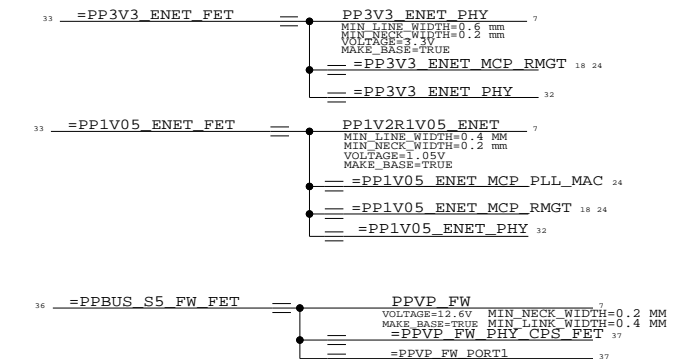 33 =PP3V3_ENET_FET PP3V3_ENET_PHY 7
MIN_LINE_WIDTH=0.6 mm
MIN_NECK_WIDTH=0.2 mm
VOLTAGE=3.3V
MAKE_BASE=TRUE
=PP3V3_ENET_MCP_RMGT 18 24
=PP3V3_ENET_PHY 32
33 =PP1V05_ENET_FET PP1V2R1V05_ENET 7
MIN_LINE_WIDTH=0.4 MM
MIN_NECK_WIDTH=0.2 mm
VOLTAGE=1.05V
MAKE_BASE=TRUE
=PP1V05_ENET_MCP_PLL_MAC 24
=PP1V05_ENET_MCP_RMGT 18 24
=PP1V05_ENET_PHY 32
36 =PPBUS_S5_FW_FET PPVP_FW 7
VOLTAGE=12.6V MIN_NECK_WIDTH=0.2 MM
MAKE_BASE=TRUE MIN_LINK_WIDTH=0.4 MM
=PPVP_FW_PHY_CPS_FET 37
=PPVP_FW_PORT1 37